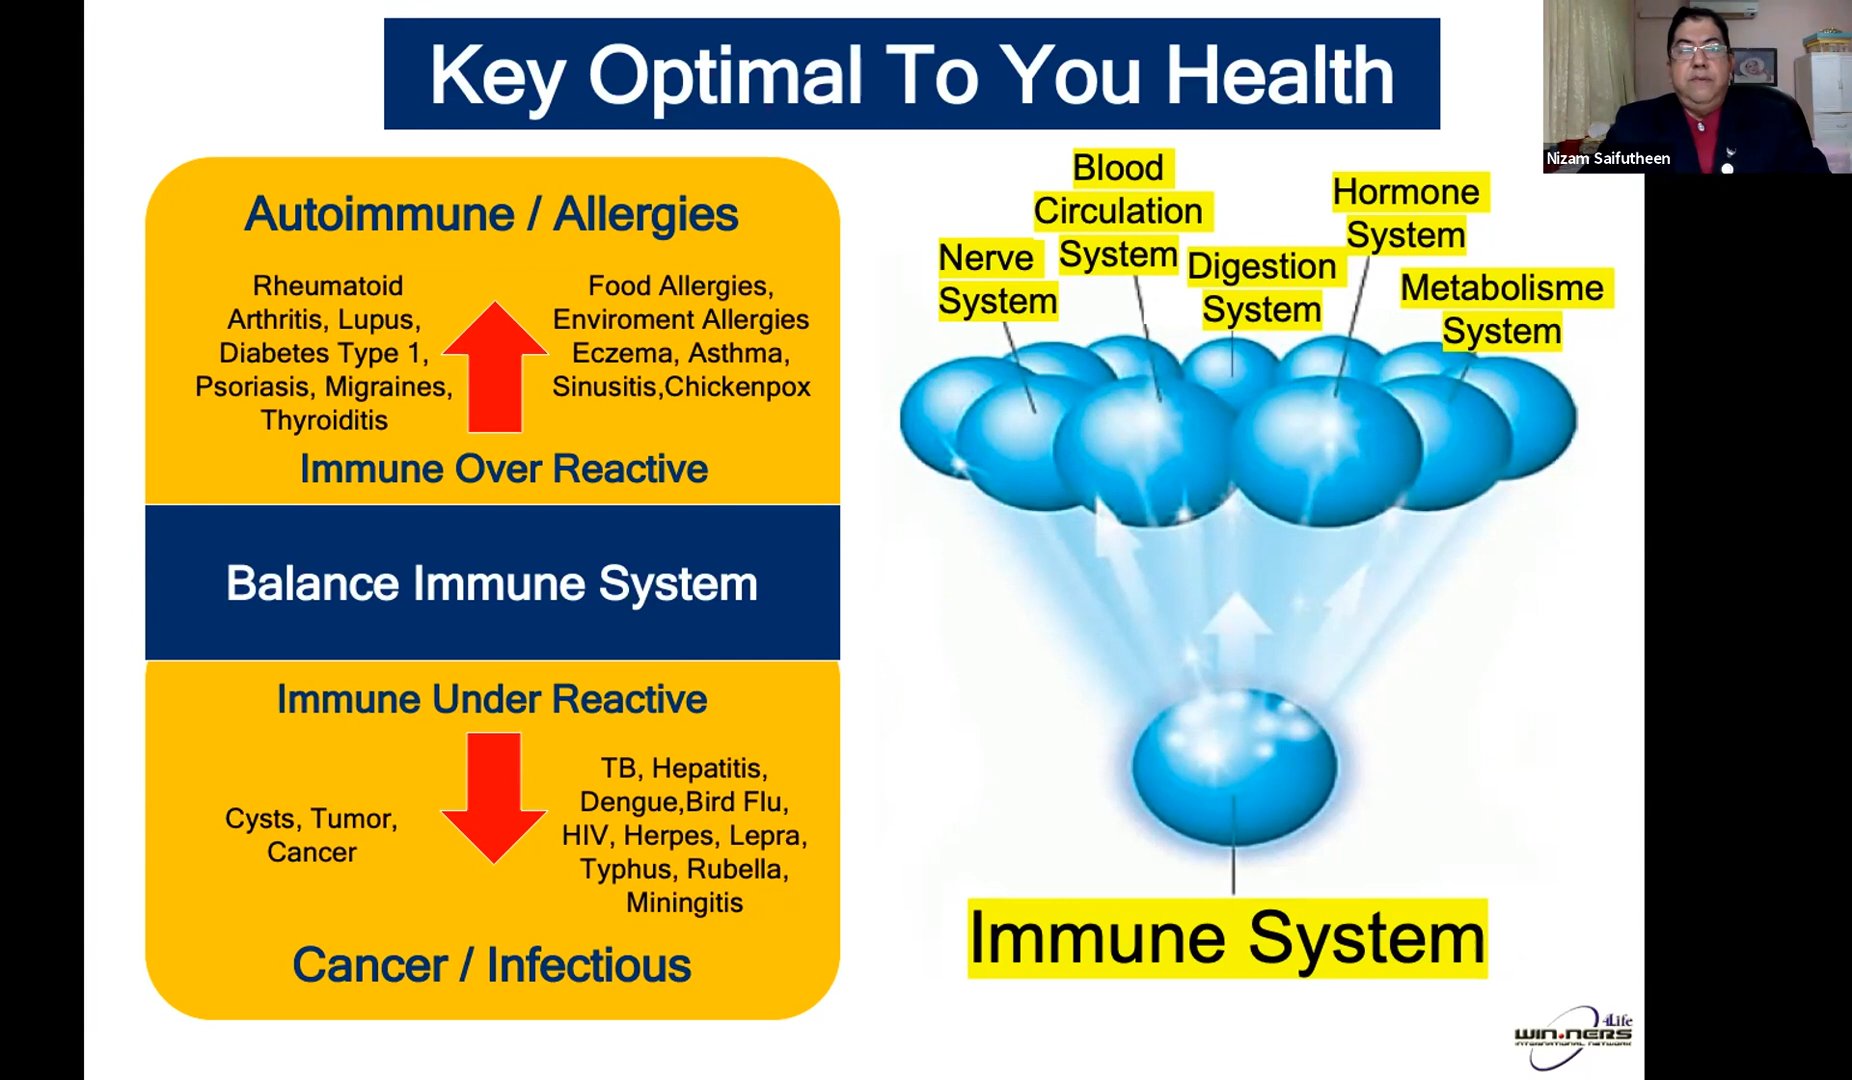 Key Optimal To You Health
Nizam Saifutheen
Autoimmune / Allergies
Rheumatoid
Arthritis, Lupus,
Diabetes Type 1,
Psoriasis, Migraines,
Thyroiditis
Food Allergies,
Enviroment Allergies
Eczema, Asthma,
Sinusitis,Chickenpox
Immune Over Reactive
Balance Immune System
Immune Under Reactive
Cysts, Tumor,
Cancer
TB, Hepatitis,
Dengue,Bird Flu,
HIV, Herpes, Lepra,
Typhus, Rubella,
Miningitis
Cancer / Infectious
Nerve
System
Blood
Circulation
System
Digestion
System
Hormone
System
Metabolisme
System
Immune System
4Life
WIN.NERS
INTERNATIONAL NETWORK